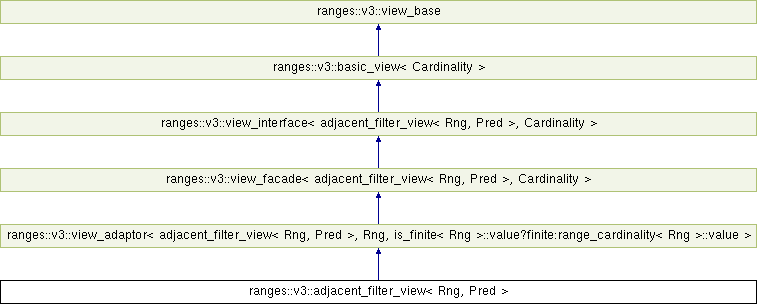 ranges::v3::view_base
ranges::v3::basic_view< Cardinality >
ranges::v3::view_interface< adjacent_filter_view< Rng, Pred >, Cardinality >
ranges::v3::view_facade< adjacent_filter_view< Rng, Pred >, Cardinality >
ranges::v3::view_adaptor< adjacent_filter_view< Rng, Pred >, Rng, is_finite< Rng >::value?finite:range_cardinality< Rng >::value >
ranges::v3::adjacent_filter_view< Rng, Pred >